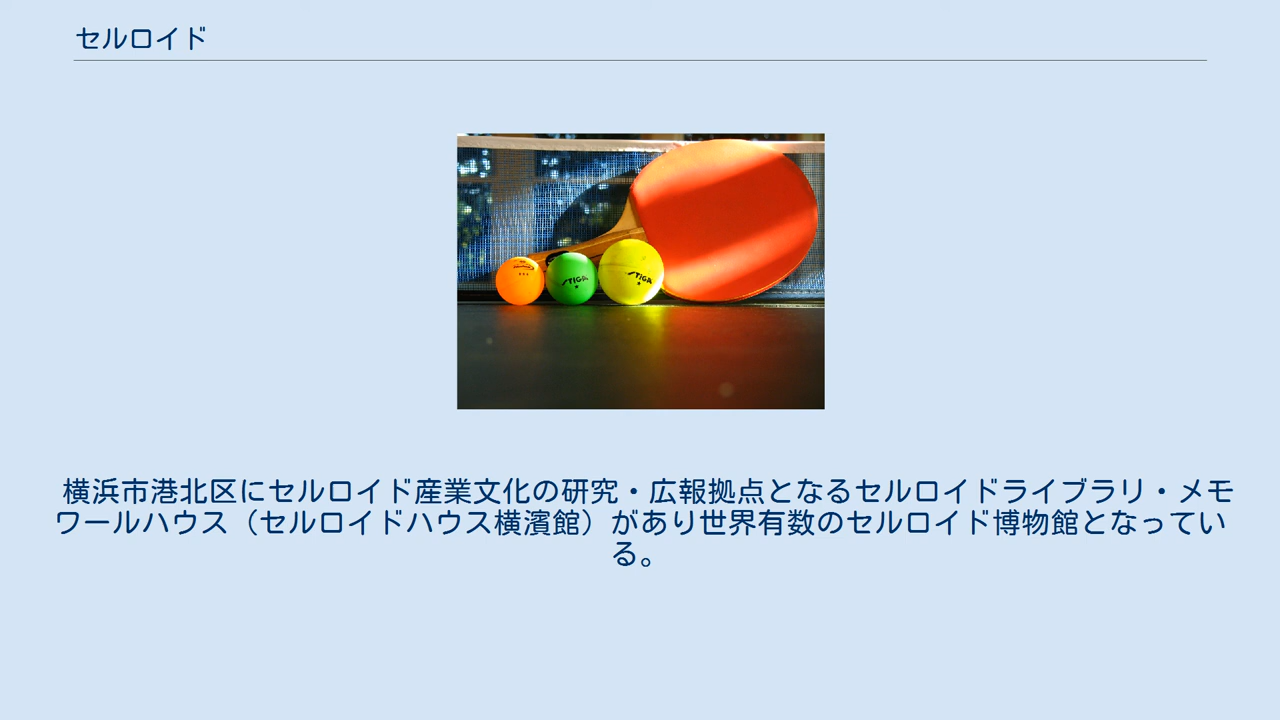 セルロイド
STIGA
STIGA
横浜市港北区にセルロイド産業文化の研究・広報拠点となるセルロイドライブラリ・メモ
ワールハウス（セルロイドハウス横濱館）があり世界有数のセルロイド博物館となってい
る。